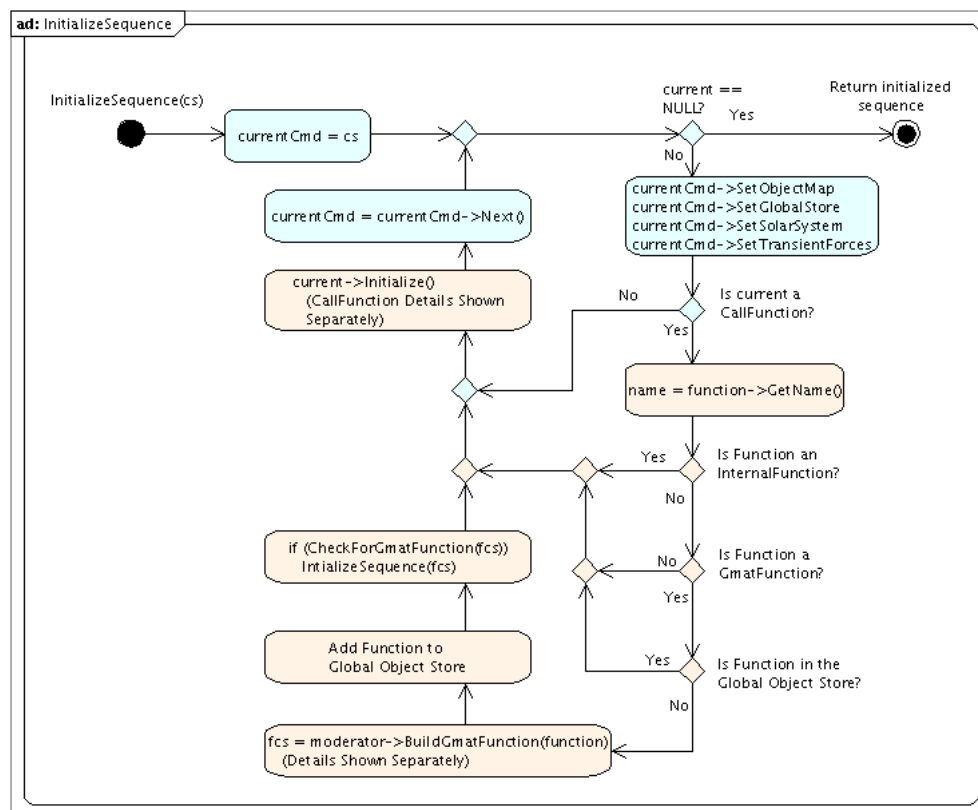 ad: InitializeSequence
InitializeSequence(cs)
currentCmd = cs
current ==
NULL?
Yes
No
Return initialized
sequence
currentCmd->SetObjectMap
currentCmd->SetGlobalStore
currentCmd->SetSolarSystem
currentCmd->SetTransientForces
currentCmd = currentCmd->Next()
current->Initialize()
(CallFunction Details Shown
Separately)
No
Is current a
CallFunction?
Yes
name = function->GetName()
Yes
Is Function an
InternalFunction?
No
if (CheckForGmatFunction(fcs))
IntializeSequence(fcs)
No
Is Function a
GmatFunction?
Yes
Add Function to
Global Object Store
Yes
Is Function in the
Global Object Store?
No
fcs = moderator->BuildGmatFunction(function)
(Details Shown Separately)